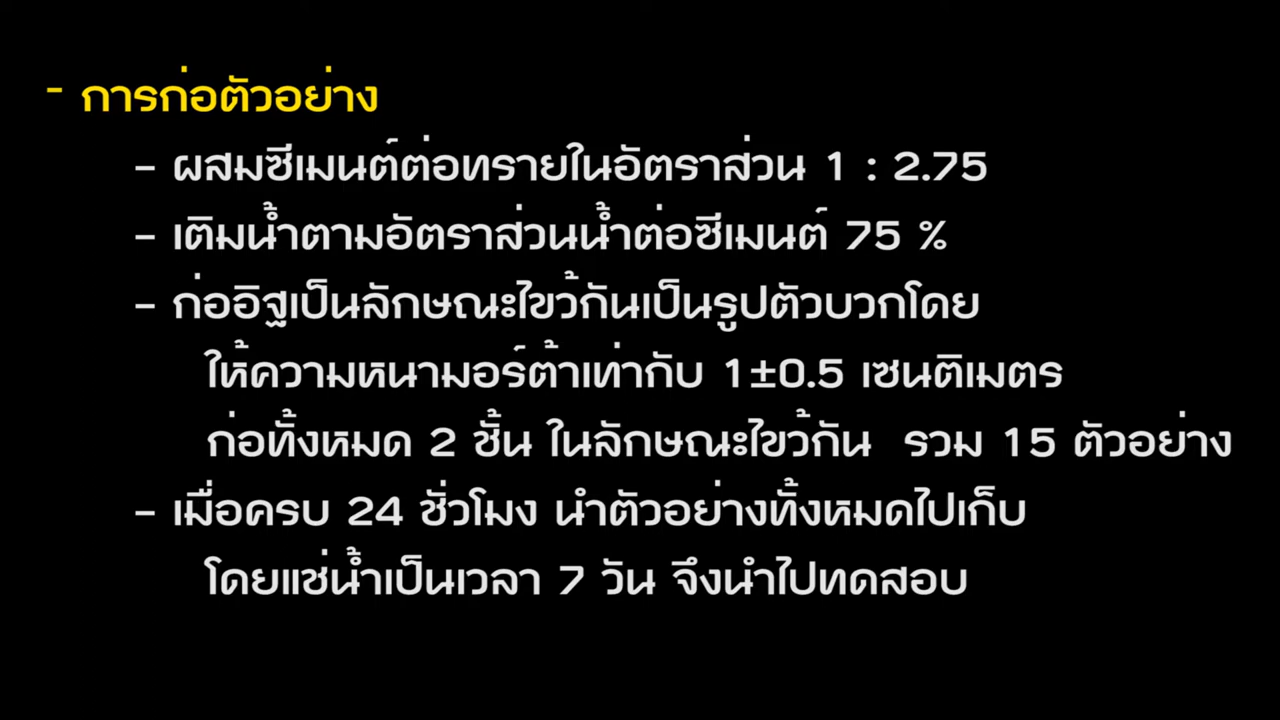 - การก่อตัวอย่าง
- ผสมซีเมนต์ต่อทรายในอัตราส่วน 1 : 2.75
- เติมน้ำตามอัตราส่วนน้ำต่อซีเมนต์ 75 %
- ก่ออิฐเป็นลักษณะไขว้กันเป็นรูปตัวบวกโดย
ให้ความหนามอร์ต้าเท่ากับ 1±0.5 เซนติเมตร
ก่อทั้งหมด 2 ชั้น ในลักษณะไขว้กัน รวม 15 ตัวอย่าง
- เมื่อครบ 24 ชั่วโมง นำตัวอย่างทั้งหมดไปเก็บ
โดยแช่น้ำเป็นเวลา 7 วัน จึงนำไปทดสอบ